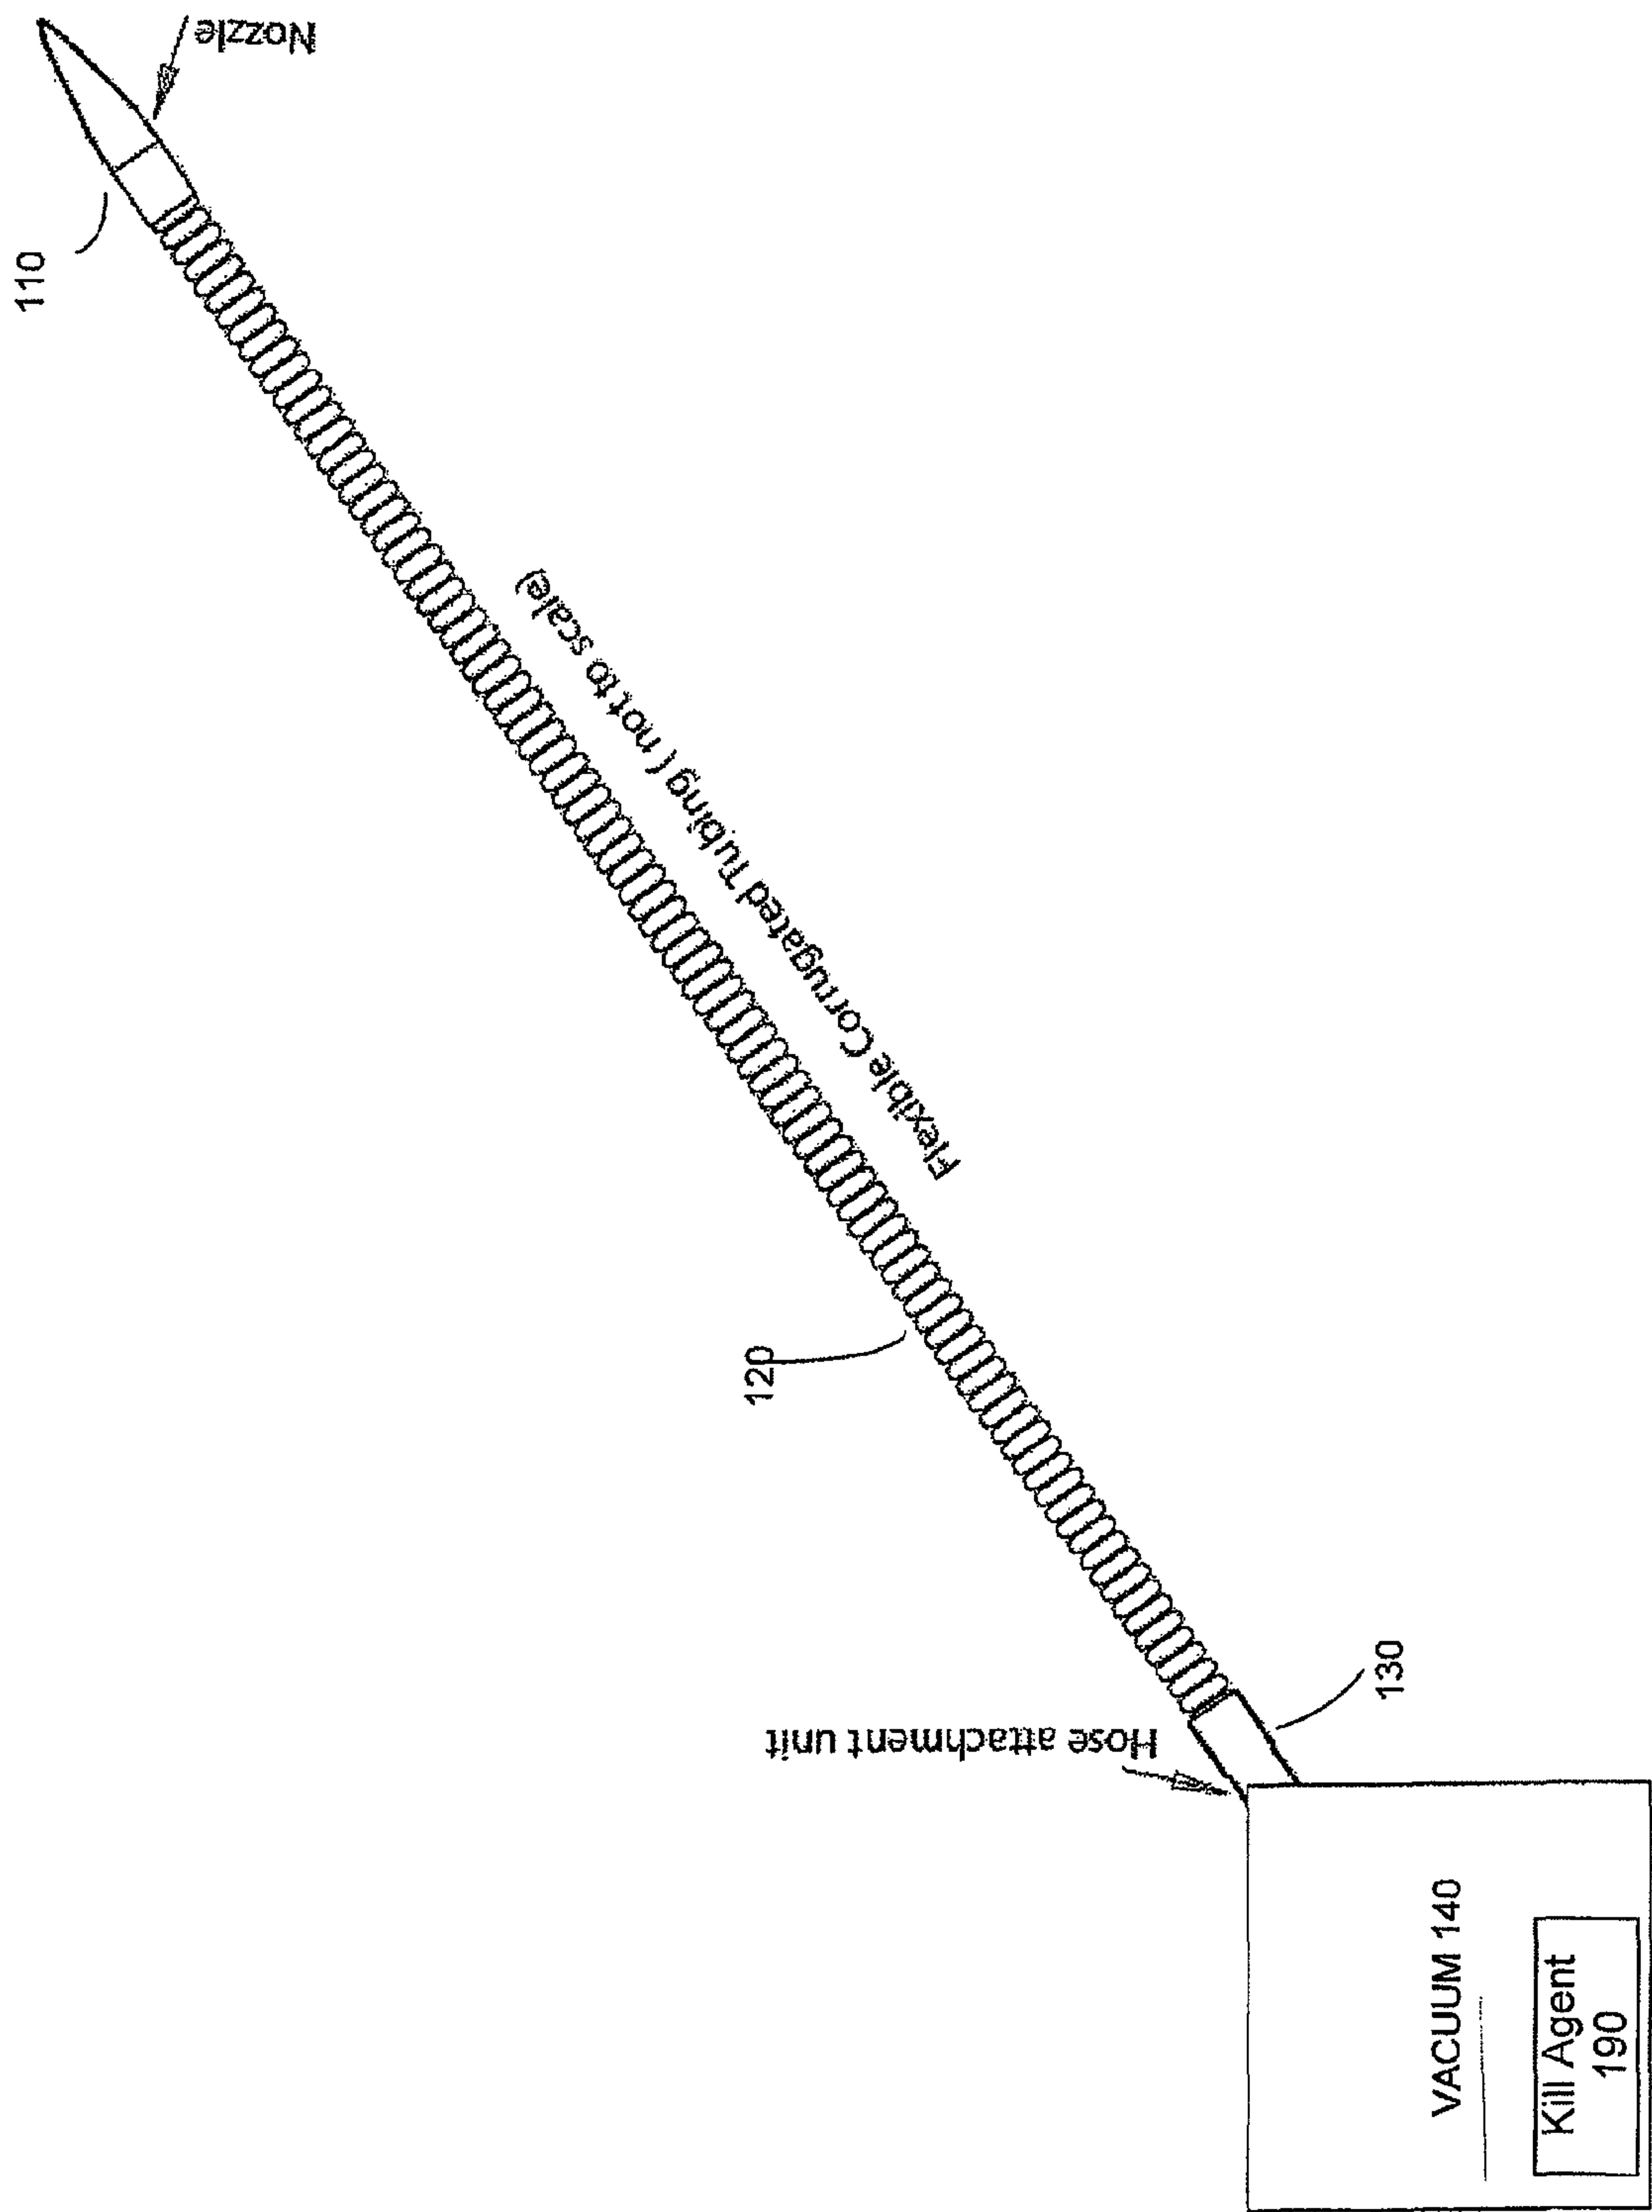 Nozzle
110
Flexible Corrugated Tubing ( not to scale)
120
Hose attachment unit
130
VACUUM 140
Kill Agent
190